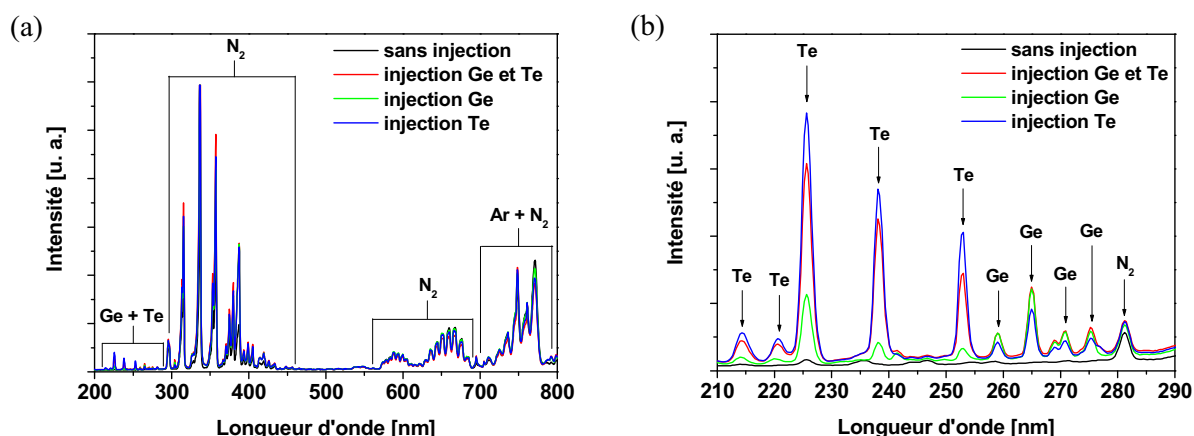 (a)
N2
sans injection
injection Ge et Te
injection Ge
injection Te
Ar + N2
N2
Ge + Te
Intensité [u. a.]
200 300 400 500 600 700 800
Longueur d'onde [nm]
(b)
Te
sans injection
injection Ge et Te
injection Ge
injection Te
Te
Te
Ge
Ge
N2
Te
Te
Ge
Ge
Intensité [u. a.]
210 220 230 240 250 260 270 280 290
Longueur d'onde [nm]